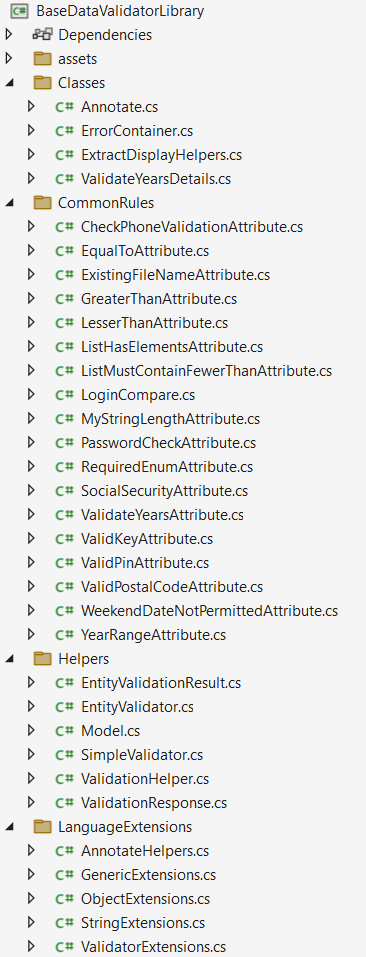 BaseDataValidatorLibrary
Dependencies
assets
Classes
C# Annotate.cs
C# ErrorContainer.cs
C# ExtractDisplayHelpers.cs
C# ValidateYearsDetails.cs
CommonRules
C# CheckPhoneValidationAttribute.cs
C# EqualToAttribute.cs
C# ExistingFileNameAttribute.cs
C# GreaterThanAttribute.cs
C# LesserThanAttribute.cs
C# ListHasElementsAttribute.cs
C# ListMustContainFewerThanAttribute.cs
C# LoginCompare.cs
C# MyStringLengthAttribute.cs
C# PasswordCheckAttribute.cs
C# RequiredEnumAttribute.cs
C# SocialSecurityAttribute.cs
C# ValidateYearsAttribute.cs
C# ValidKeyAttribute.cs
C# ValidPinAttribute.cs
C# ValidPostalCodeAttribute.cs
C# WeekendDateNotPermittedAttribute.cs
C# YearRangeAttribute.cs
Helpers
C# EntityValidationResult.cs
C# EntityValidator.cs
C# Model.cs
C# SimpleValidator.cs
C# ValidationHelper.cs
C# ValidationResponse.cs
LanguageExtensions
C# AnnotateHelpers.cs
C# GenericExtensions.cs
C# ObjectExtensions.cs
C# StringExtensions.cs
C# ValidatorExtensions.cs